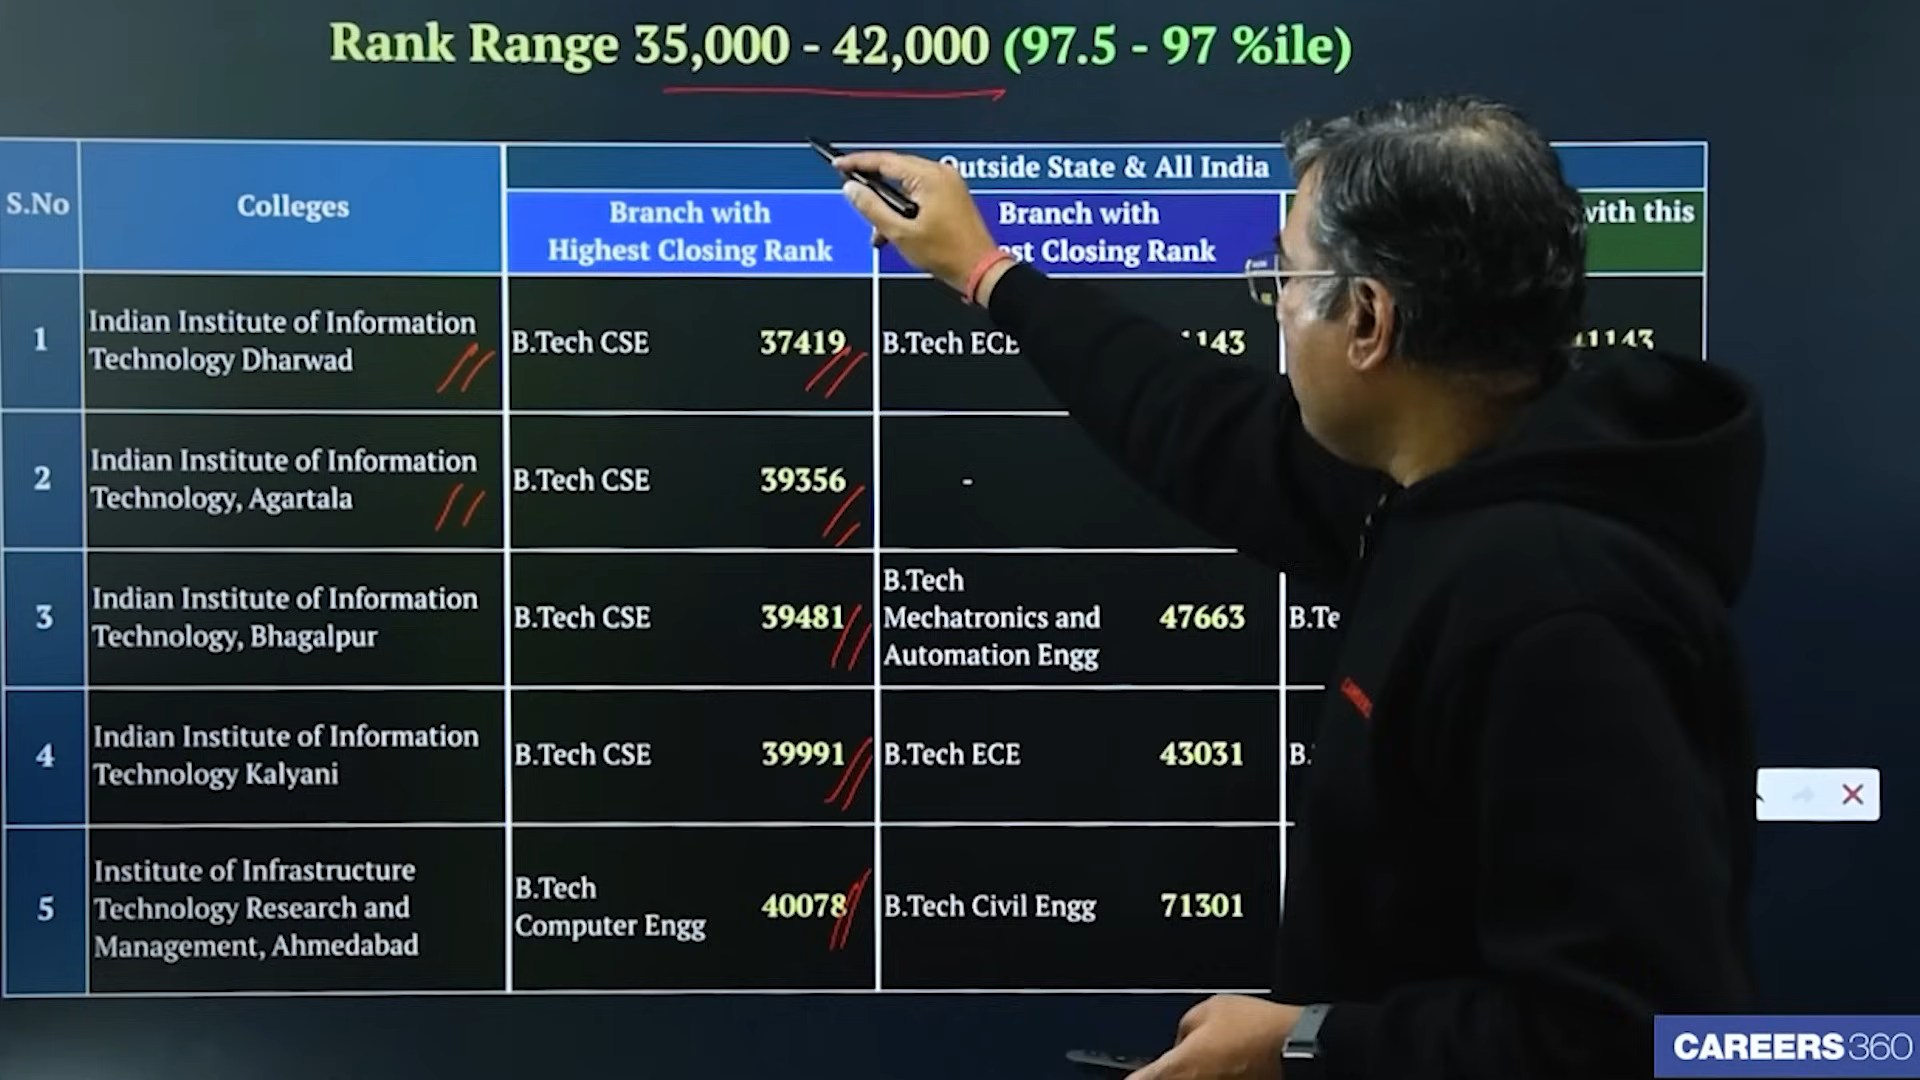 Rank Range 35,000 - 42,000 (97.5 - 97 %ile)
S.No
Colleges
Outside State & All India
Branch with
Highest Closing Rank
Branch with
Closing Rank
with this
1
Indian Institute of Information
Technology Dharwad
B.Tech CSE 37419
B.Tech ECE
2
Indian Institute of Information
Technology, Agartala
B.Tech CSE 39356
-
3
Indian Institute of Information
Technology, Bhagalpur
B.Tech CSE 39481
B.Tech
Mechatronics and
Automation Engg
47663
4
Indian Institute of Information
Technology Kalyani
B.Tech CSE 39991
B.Tech ECE 43031
5
Institute of Infrastructure
Technology Research and
Management, Ahmedabad
B.Tech
Computer Engg
40078
B.Tech Civil Engg 71301
CAREERS360